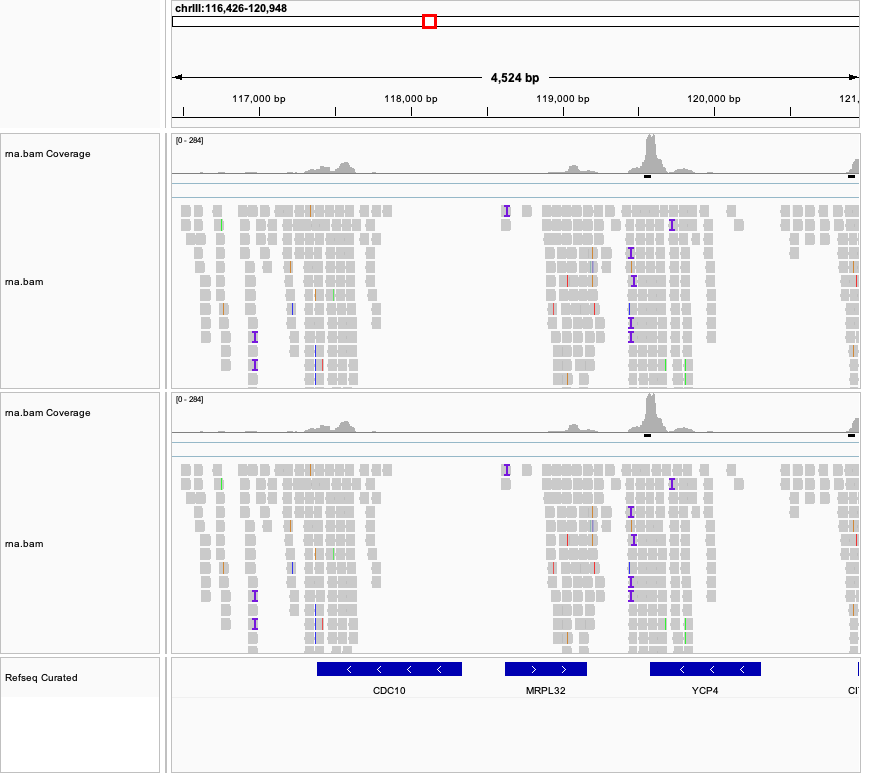 chrIII:116,426-120,948
4,524 bp
117,000 bp
118,000 bp
119,000 bp
120,000 bp
121,
rna.bam Coverage
[0 - 284]
rna.bam
rna.bam Coverage
[0 - 284]
rna.bam
Refseq Curated
CDC10
MRPL32
YCP4